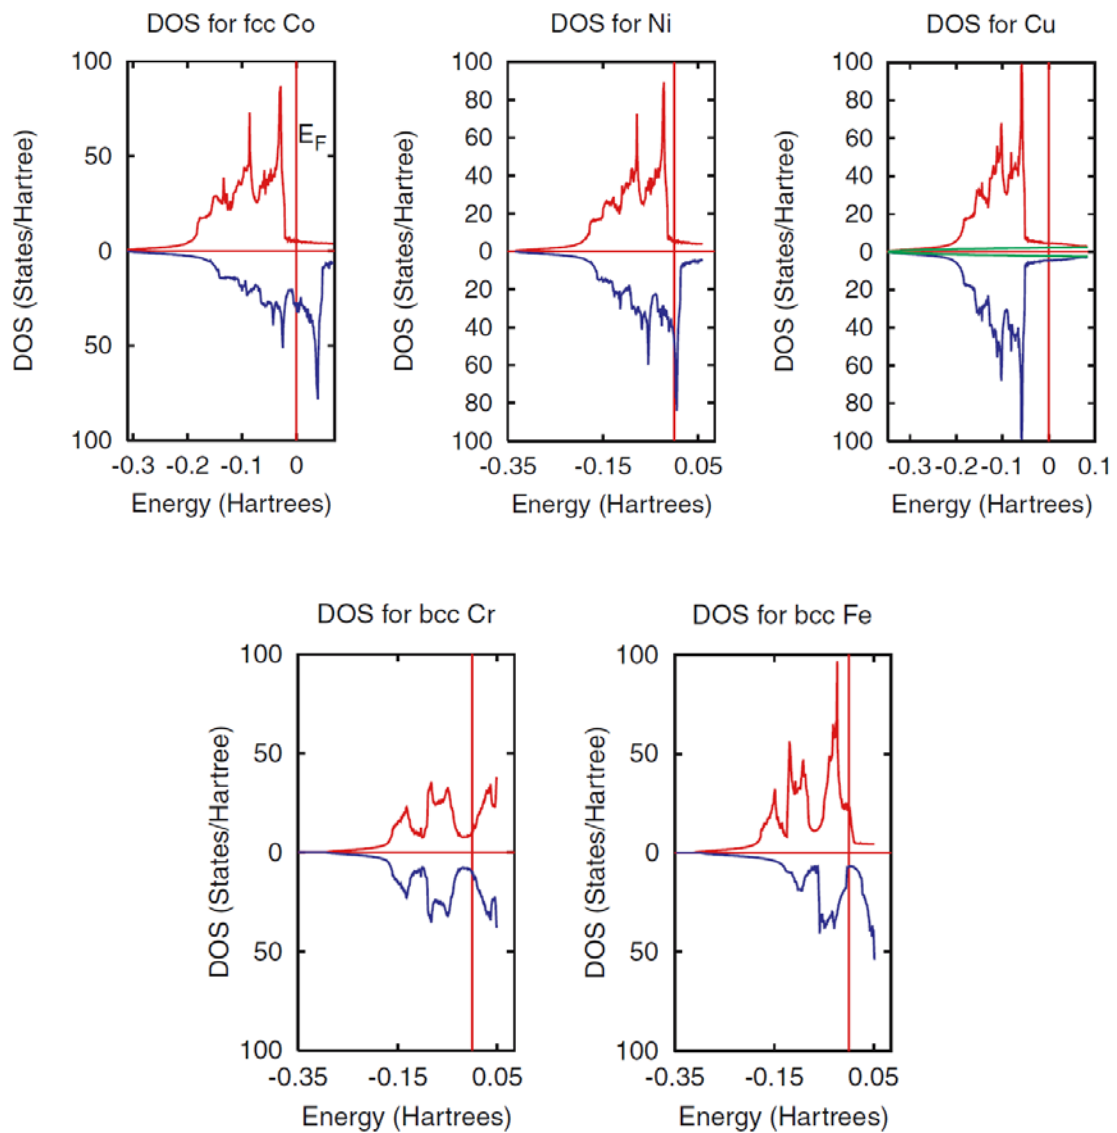 DOS for fcc Co
DOS (States/Hartree)
100
50
0
50
100
E_F
-0.3 -0.2 -0.1 0
Energy (Hartrees)
DOS for Ni
DOS (States/Hartree)
100
80
60
40
20
0
20
40
60
80
100
-0.35 -0.15 0.05
Energy (Hartrees)
DOS for Cu
DOS (States/Hartree)
100
80
60
40
20
0
20
40
60
80
100
-0.3 -0.2 -0.1 0 0.1
Energy (Hartrees)
DOS for bcc Cr
DOS (States/Hartree)
100
50
0
50
100
-0.35 -0.15 0.05
Energy (Hartrees)
DOS for bcc Fe
DOS (States/Hartree)
100
50
0
50
100
-0.35 -0.15 0.05
Energy (Hartrees)